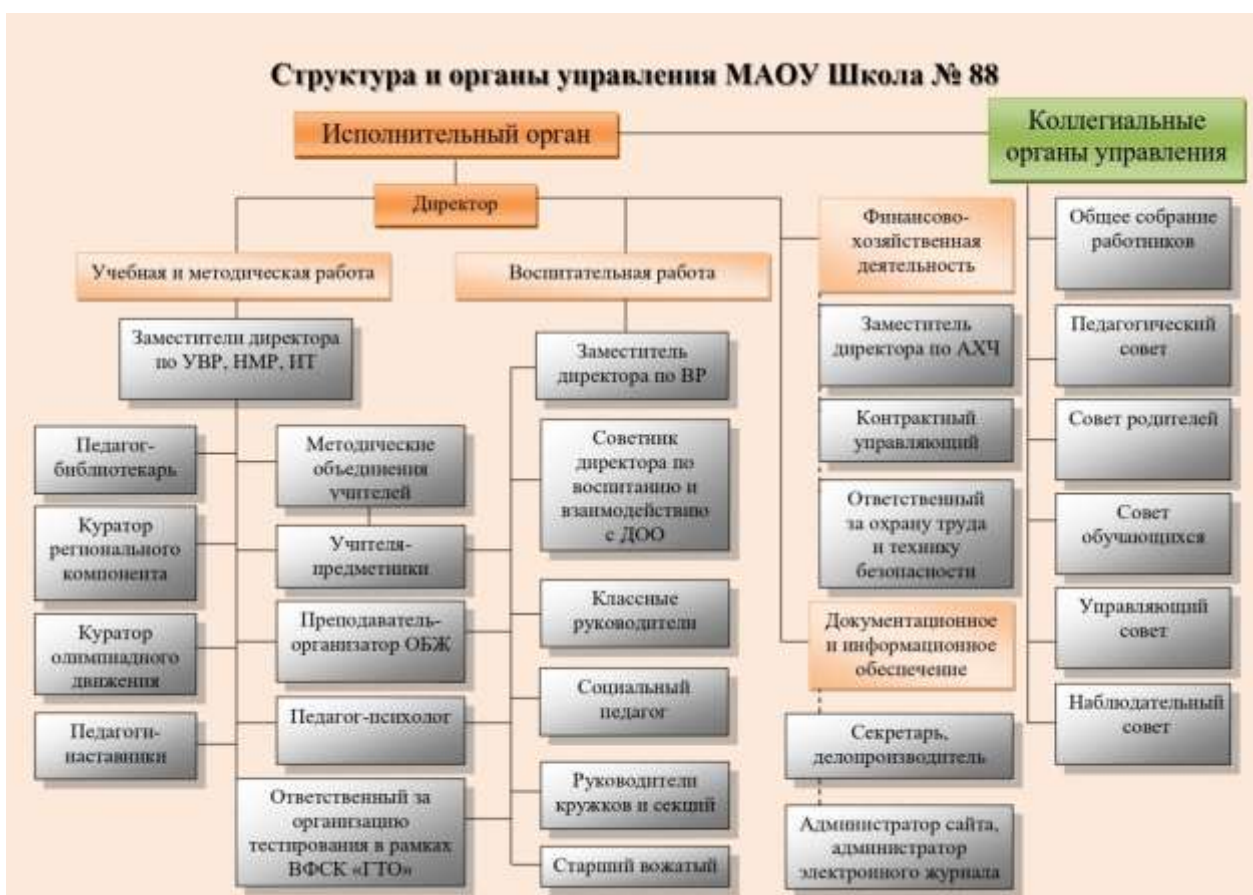 Структура и органы управления МАОУ Школа № 88
Исполнительный орган
Коллегиальные
органы управления
Директор
Учебная и методическая работа
Заместители директора
по УВР, НМР, ИТ
Педагог-
библиотекарь
Куратор
регионального
компонента
Куратор
олимпиадного
движения
Педагоги-
наставники
Методические
объединения
учителей
Учителя-
предметники
Преподаватель-
организатор ОБЖ
Педагог-психолог
Ответственный за
организацию
тестирования в рамках
ВФСК «ГТО»
Воспитательная работа
Заместитель
директора по ВР
Советник
директора по
воспитанию и
взаимодействию
с ДОО
Классные
руководители
Социальный
педагог
Руководители
кружков и секций
Старший вожатый
Финансово-
хозяйственная
деятельность
Заместитель
директора по АХЧ
Контрактный
управляющий
Ответственный
за охрану труда
и технику
безопасности
Документационное
и информационное
обеспечение
Секретарь,
делопроизводитель
Администратор сайта,
администратор
электронного журнала
Общее собрание
работников
Педагогический
совет
Совет родителей
Совет
обучающихся
Управляющий
совет
Наблюдательный
совет